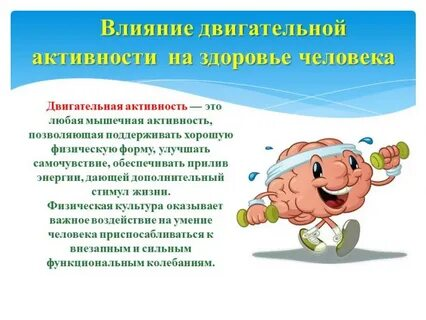 Влияние двигательной
активности на здоровье человека
Двигательная активность — это
любая мышечная активность,
позволяющая поддерживать хорошую
физическую форму, улучшать
самочувствие, обеспечивать прилив
энергии, дающей дополнительный
стимул жизни.
Физическая культура оказывает
важное воздействие на умение
человека приспосабливаться к
внезапным и сильным
функциональным колебаниям.